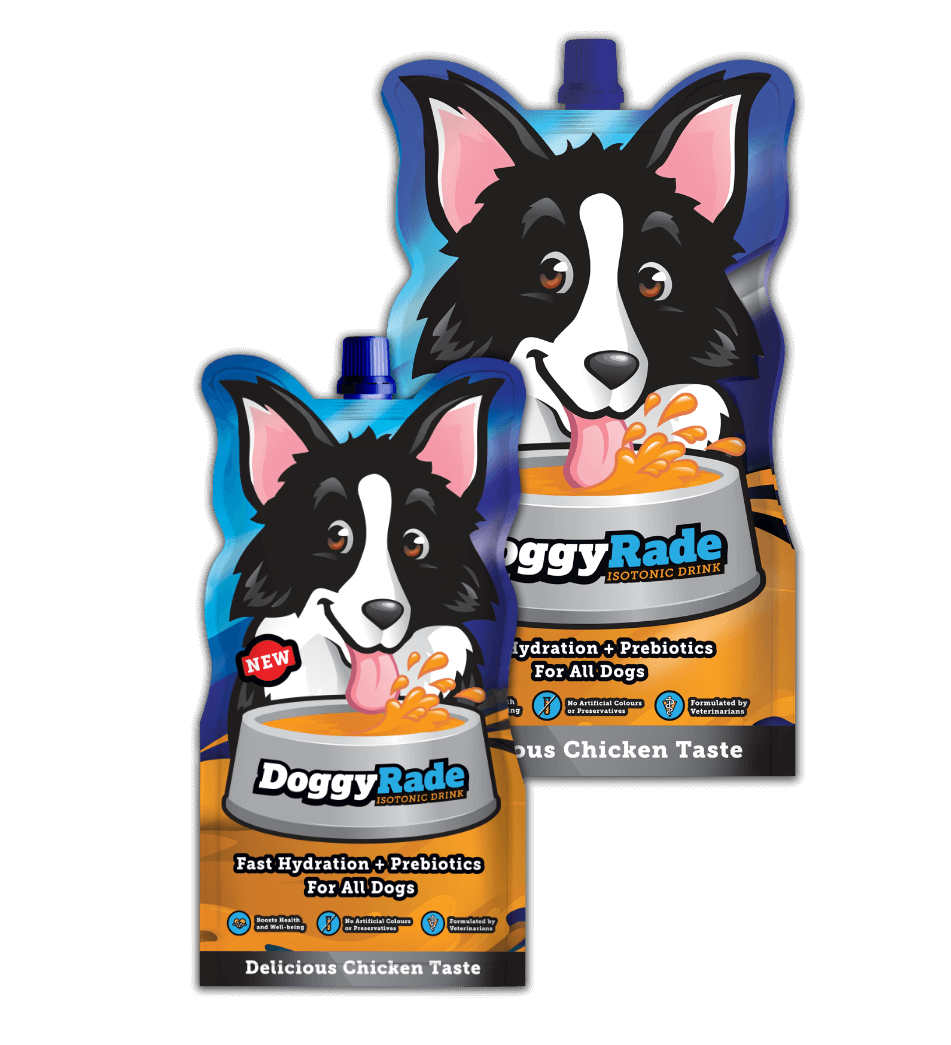 DoggyRade
ISOTONIC DRINK
Hydration + Prebiotics
For All Dogs
No Artificial Colours
or Preservatives
Formulated by
Veterinarians
Chicken Taste
NEW
DoggyRade
ISOTONIC DRINK
Fast Hydration + Prebiotics
For All Dogs
Boosts Health
and Well-being
No Artificial Colours
or Preservatives
Formulated by
Veterinarians
Delicious Chicken Taste